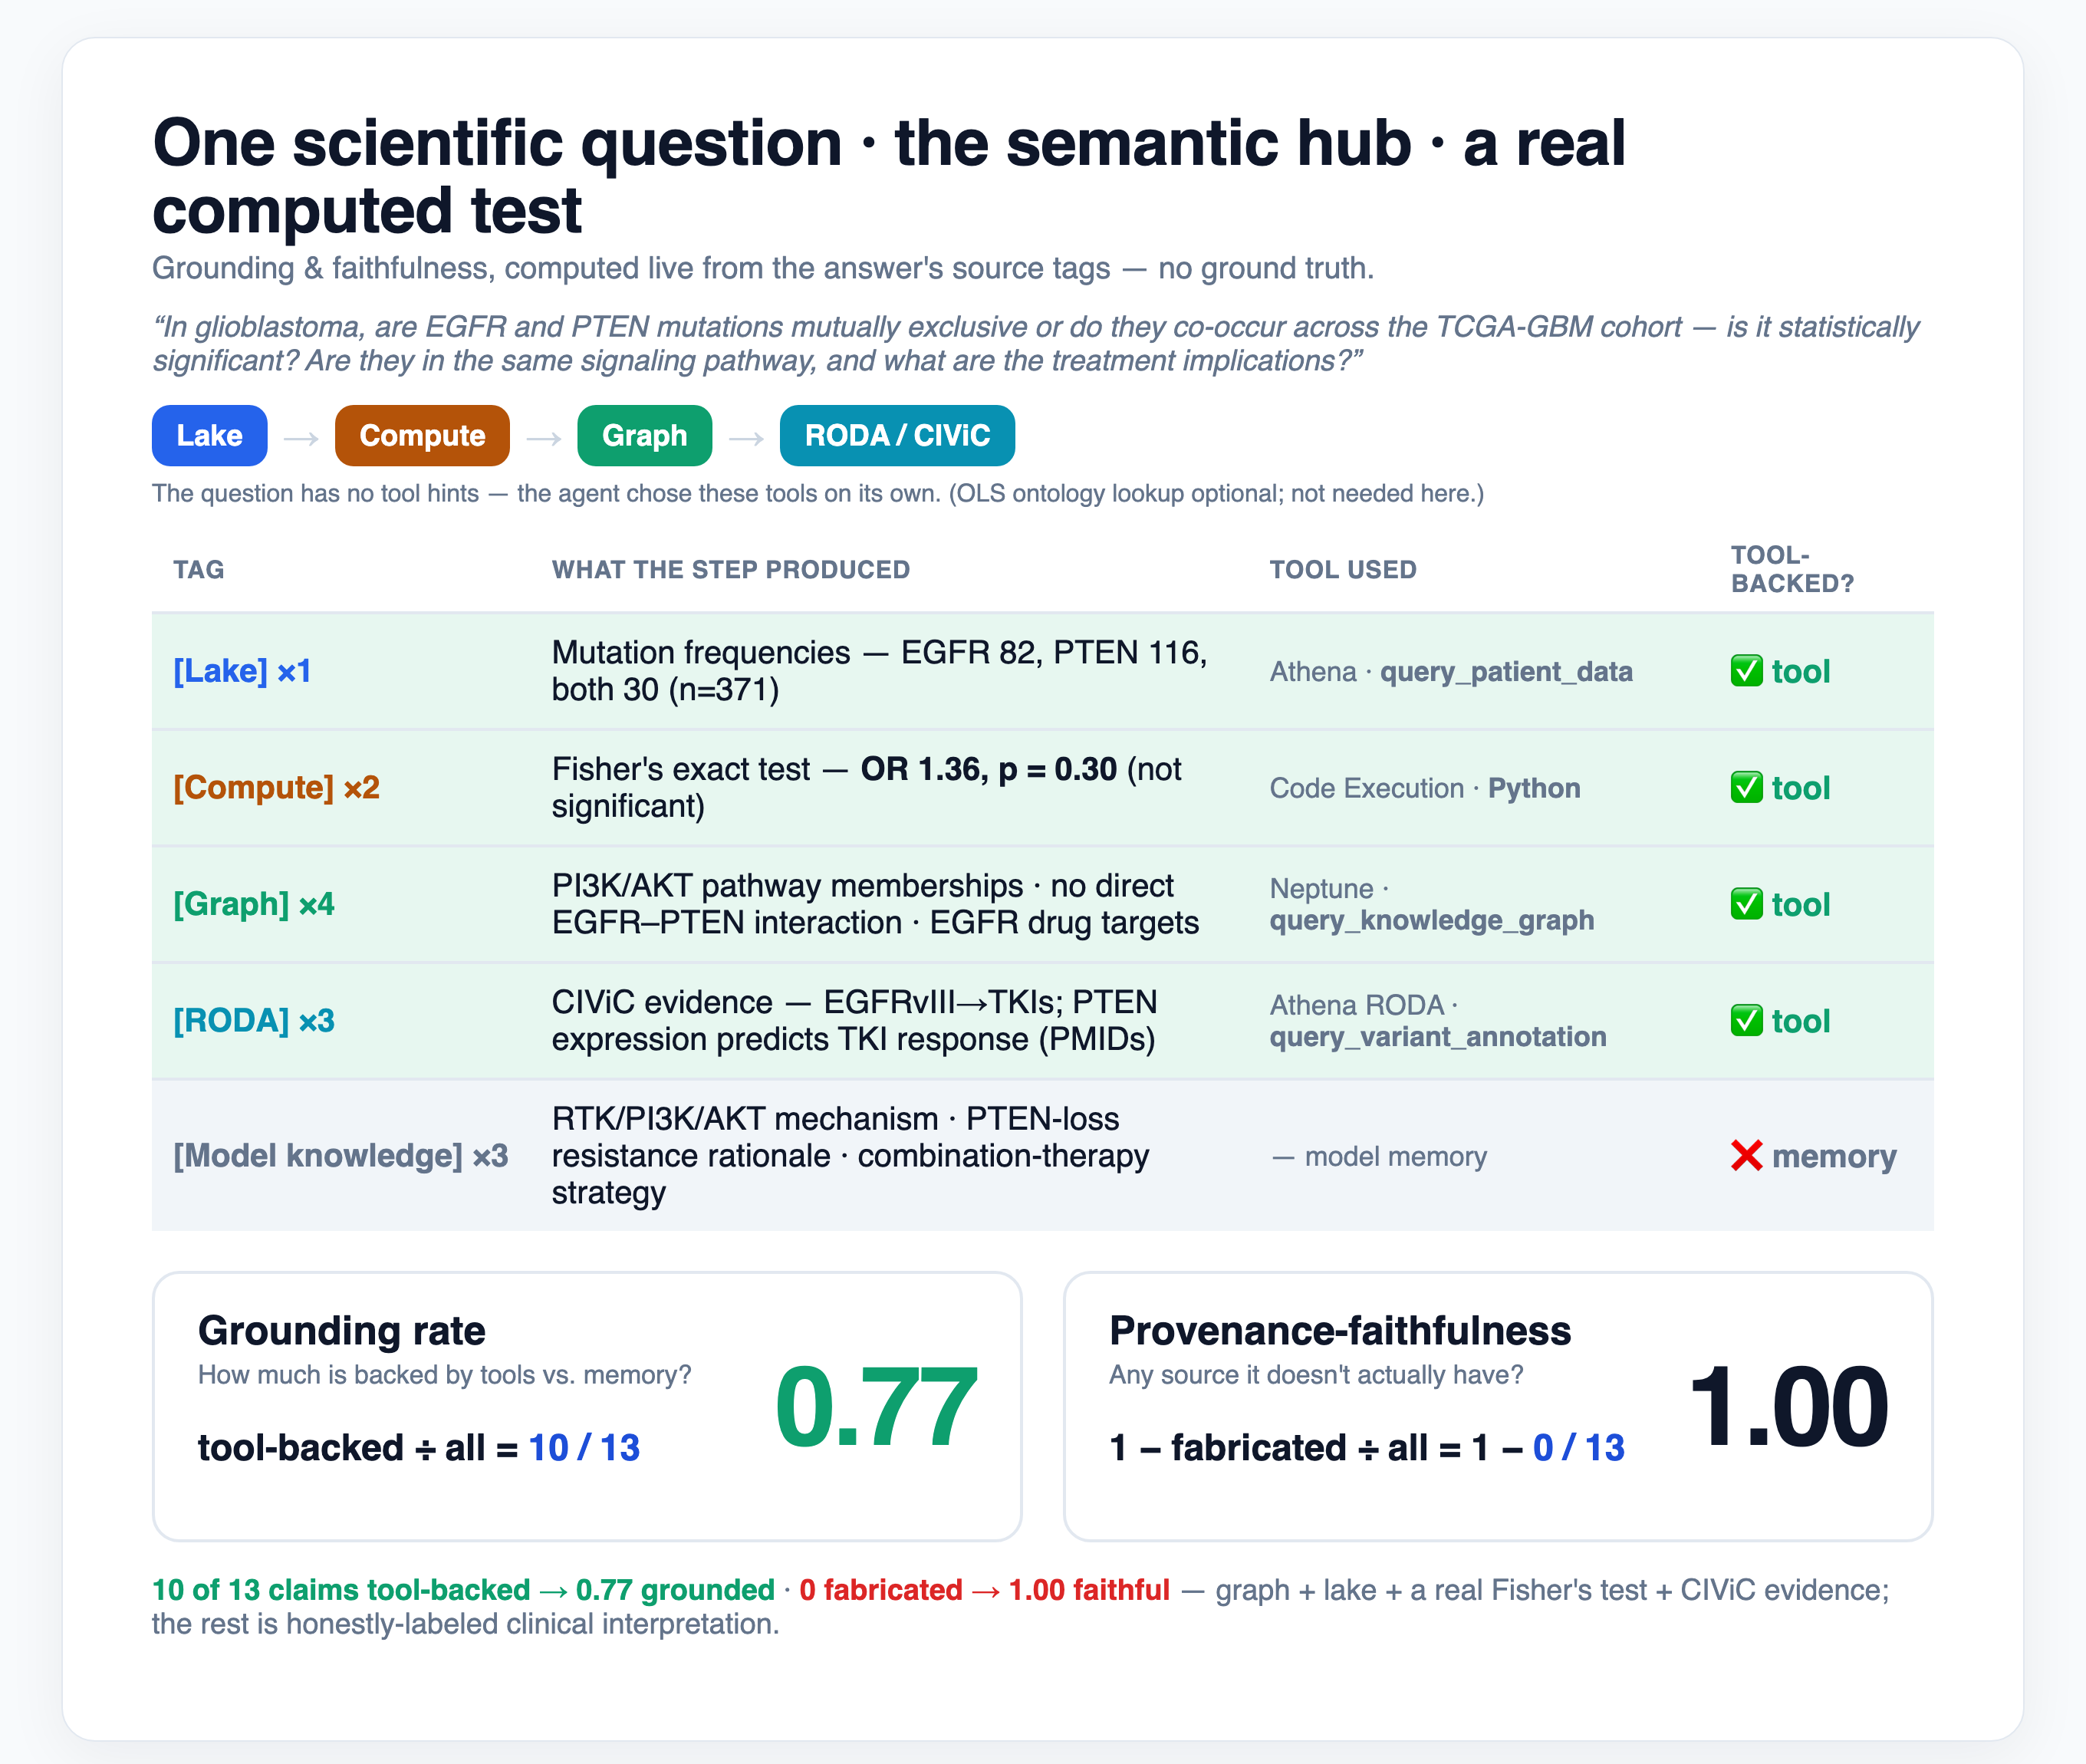 One scientific question · the semantic hub · a real
computed test
Grounding & faithfulness, computed live from the answer's source tags — no ground truth.
“In glioblastoma, are EGFR and PTEN mutations mutually exclusive or do they co-occur across the TCGA-GBM cohort — is it statistically
significant? Are they in the same signaling pathway, and what are the treatment implications?”
Lake → Compute → Graph → RODA / CIViC
The question has no tool hints — the agent chose these tools on its own. (OLS ontology lookup optional; not needed here.)
TAG WHAT THE STEP PRODUCED TOOL USED TOOL-
BACKED?
[Lake] ×1 Mutation frequencies — EGFR 82, PTEN 116,
both 30 (n=371)
Athena · query_patient_data
✅ tool
[Compute] ×2 Fisher's exact test — OR 1.36, p = 0.30 (not
significant)
Code Execution · Python
✅ tool
[Graph] ×4 PI3K/AKT pathway memberships · no direct
EGFR–PTEN interaction · EGFR drug targets
Neptune ·
query_knowledge_graph
✅ tool
[RODA] ×3 CIViC evidence — EGFRvIII→TKIs; PTEN
expression predicts TKI response (PMIDs)
Athena RODA ·
query_variant_annotation
✅ tool
[Model knowledge] ×3 RTK/PI3K/AKT mechanism · PTEN-loss
resistance rationale · combination-therapy
strategy
— model memory
❌ memory
Grounding rate
How much is backed by tools vs. memory?
tool-backed ÷ all = 10 / 13
0.77
Provenance-faithfulness
Any source it doesn't actually have?
1 – fabricated ÷ all = 1 – 0 / 13
1.00
10 of 13 claims tool-backed → 0.77 grounded · 0 fabricated → 1.00 faithful — graph + lake + a real Fisher's test + CIViC evidence;
the rest is honestly-labeled clinical interpretation.